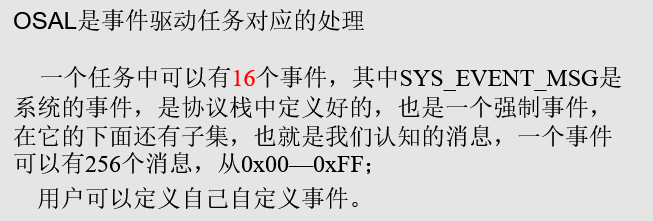 OSAL是事件驱动任务对应的处理
一个任务中可以有16个事件，其中SYS_EVENT_MSG是
系统的事件，是协议栈中定义好的，也是一个强制事件，
在它的下面还有子集，也就是我们认知的消息，一个事件
可以有256个消息，从0x00—0xFF；
用户可以定义自己自定义事件。